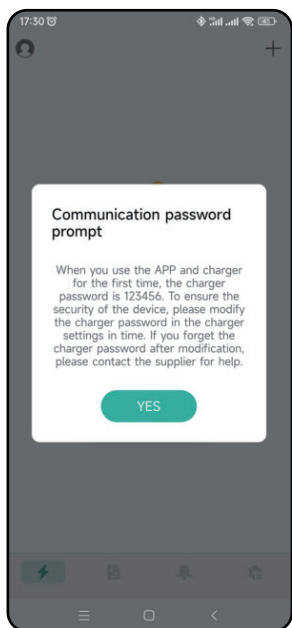 17:30
Communication password
prompt
When you use the APP and charger
for the first time, the charger
password is 123456. To ensure the
security of the device, please modify
the charger password in the charger
settings in time. If you forget the
charger password after modification,
please contact the supplier for help.
YES